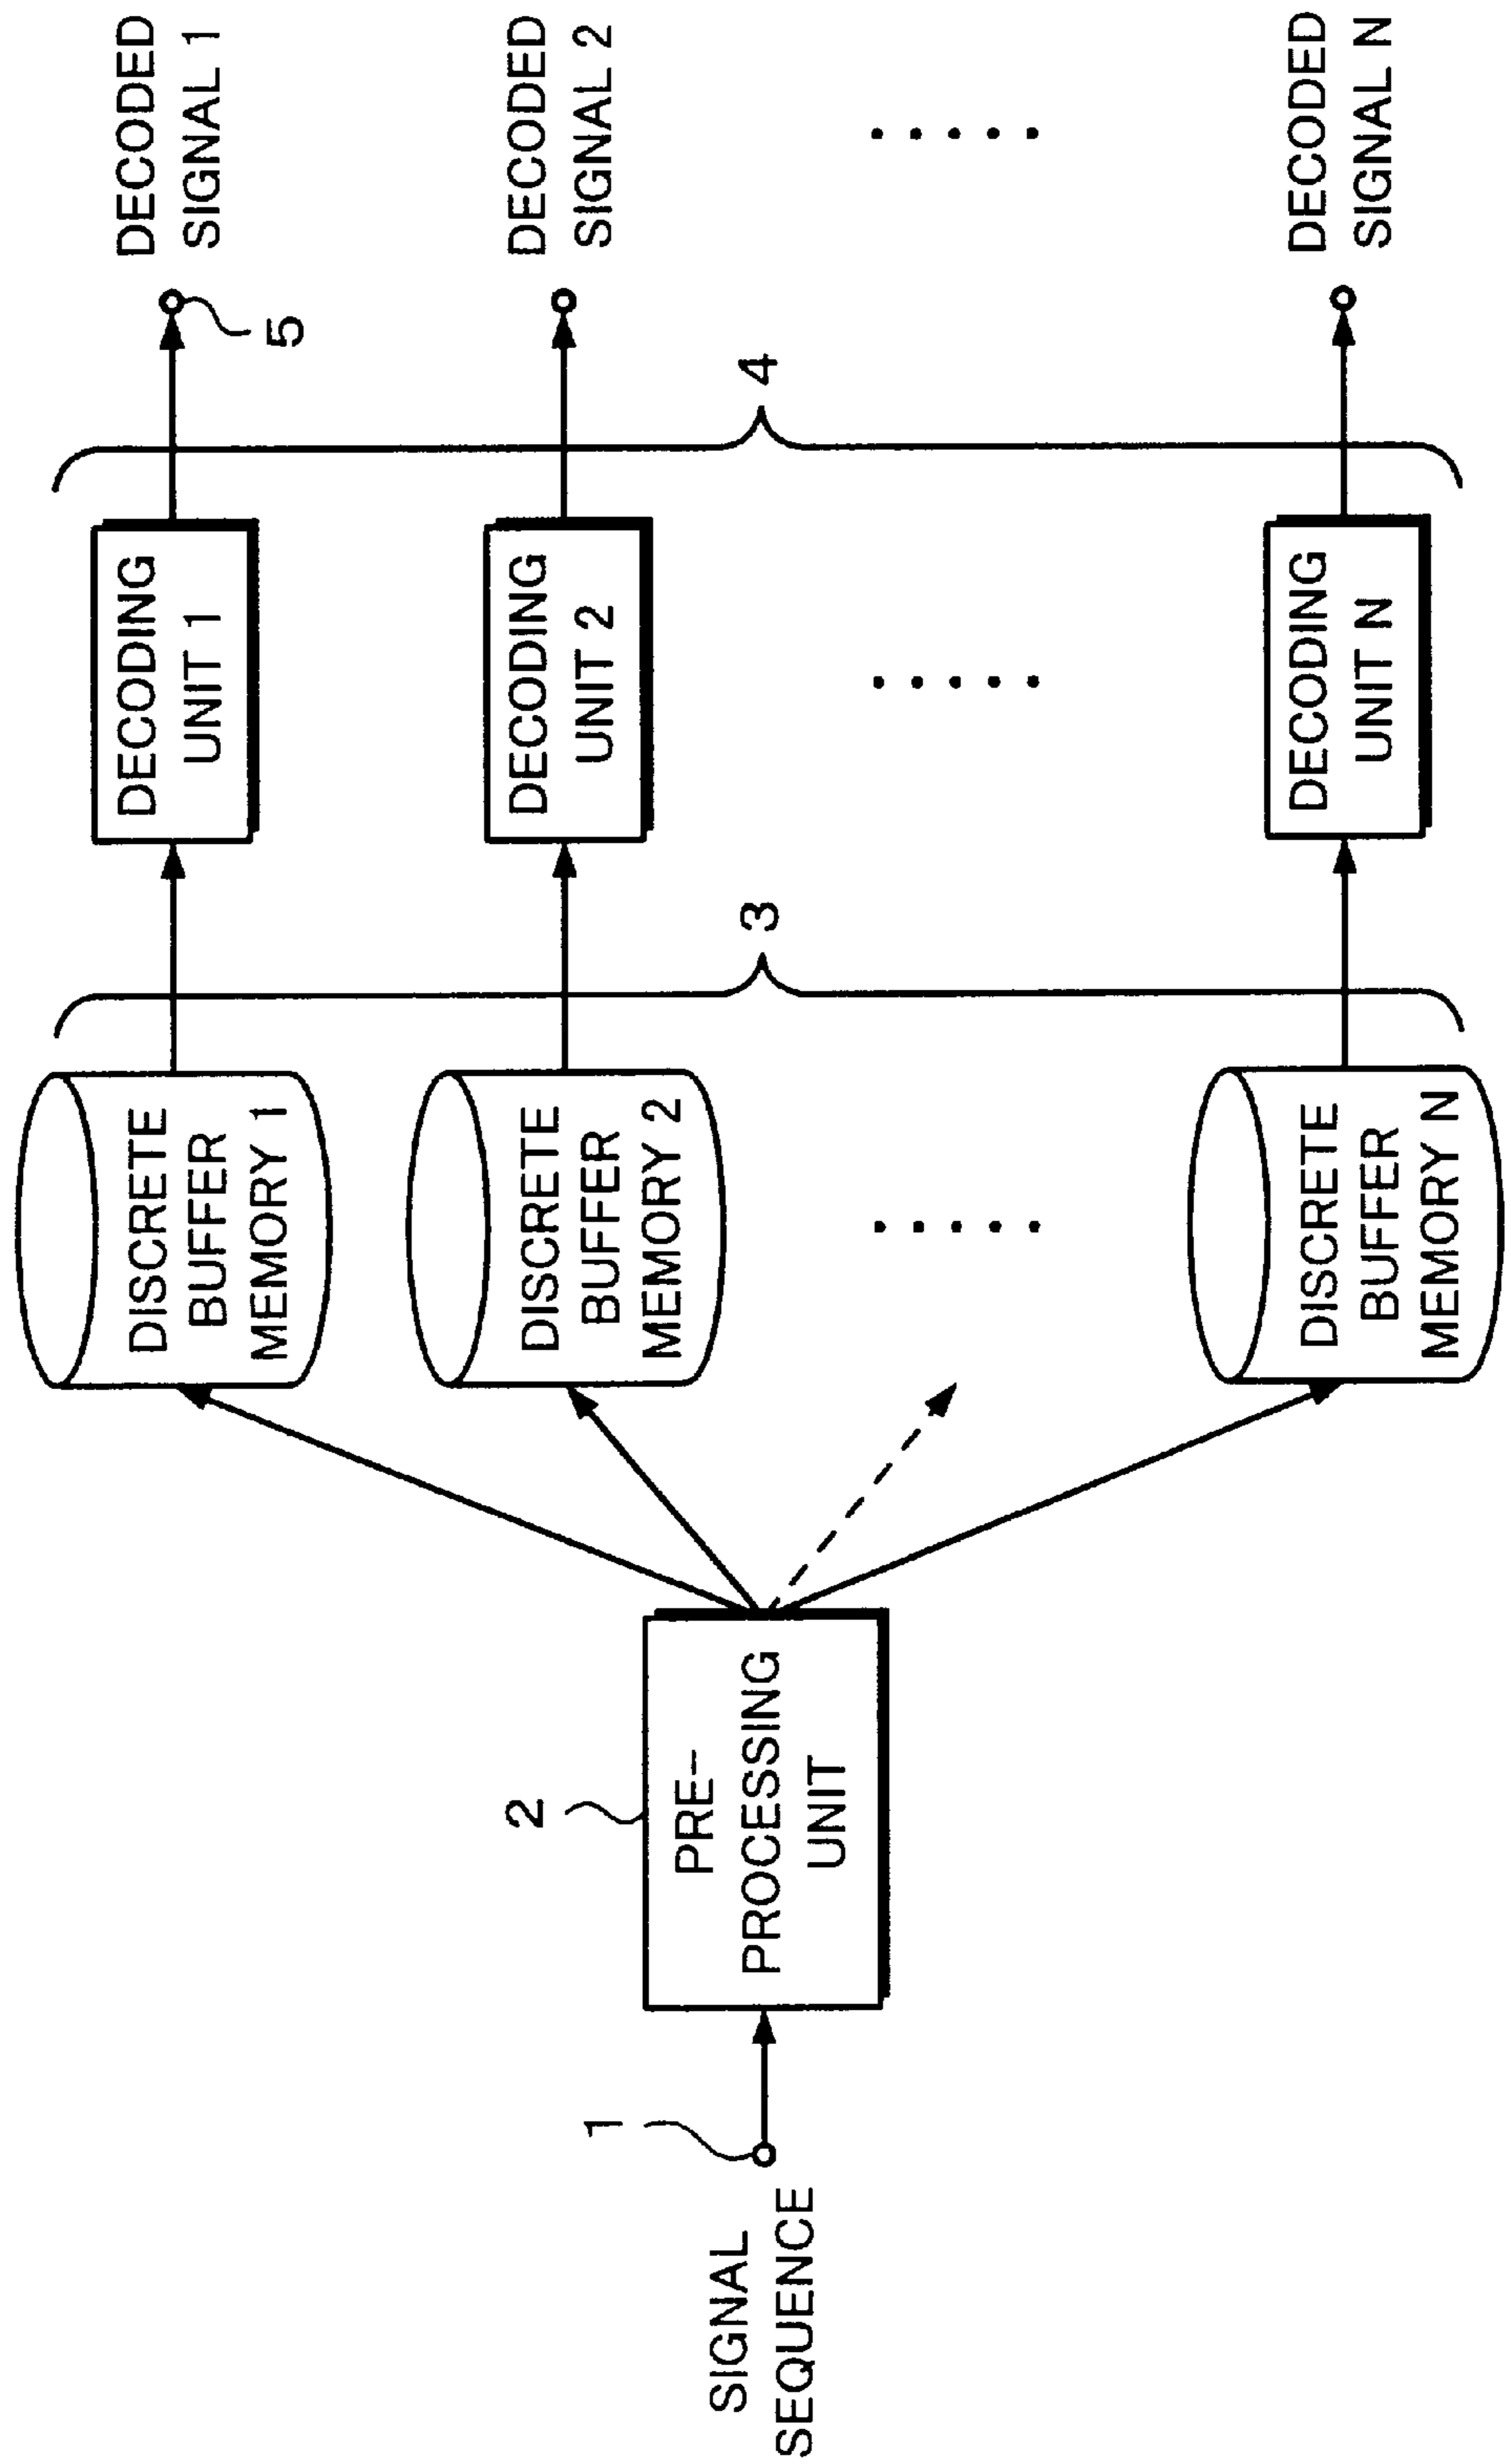 SIGNAL
SEQUENCE
1
2
PRE-
PROCESSING
UNIT
DISCRETE
BUFFER
MEMORY 1
DISCRETE
BUFFER
MEMORY 2
.....
DISCRETE
BUFFER
MEMORY N
3
DECODING
UNIT 1
DECODING
UNIT 2
.....
DECODING
UNIT N
4
5
DECODED
SIGNAL 1
DECODED
SIGNAL 2
.....
DECODED
SIGNAL N